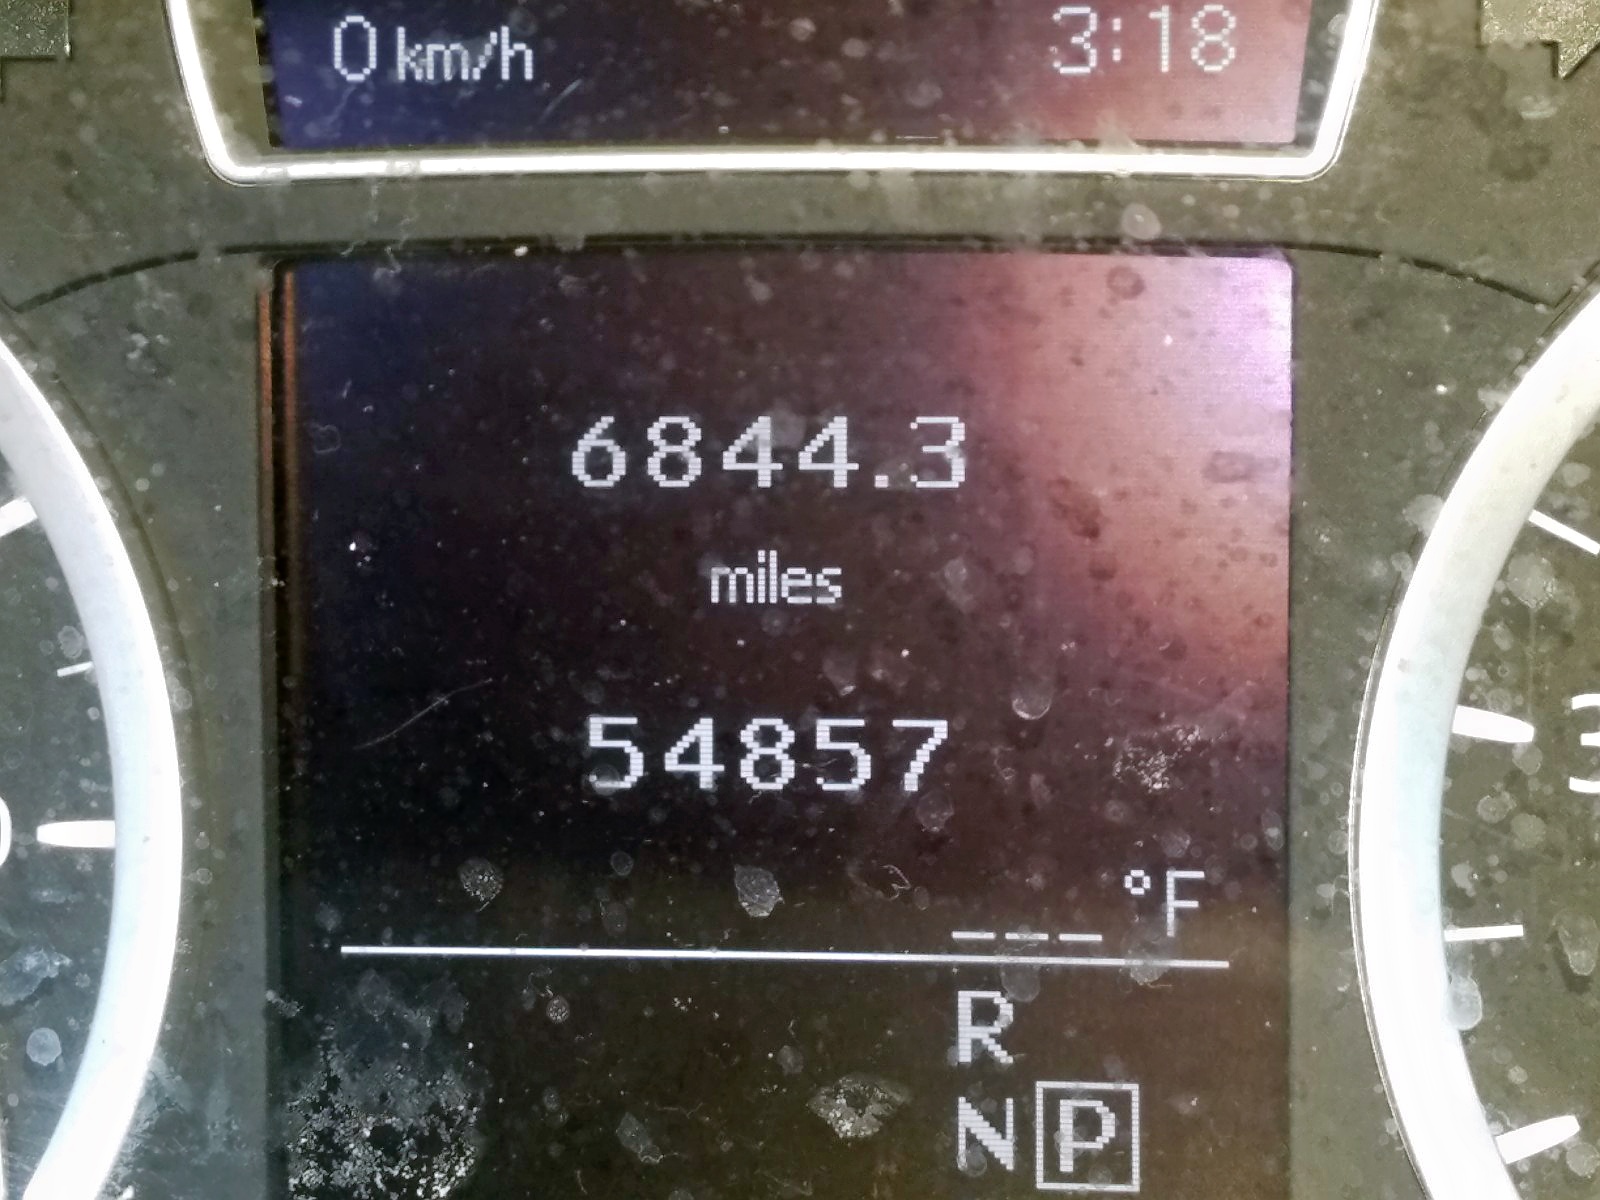 0 km/h 3:18
6844.3
miles
54857
--- °F
R
N P